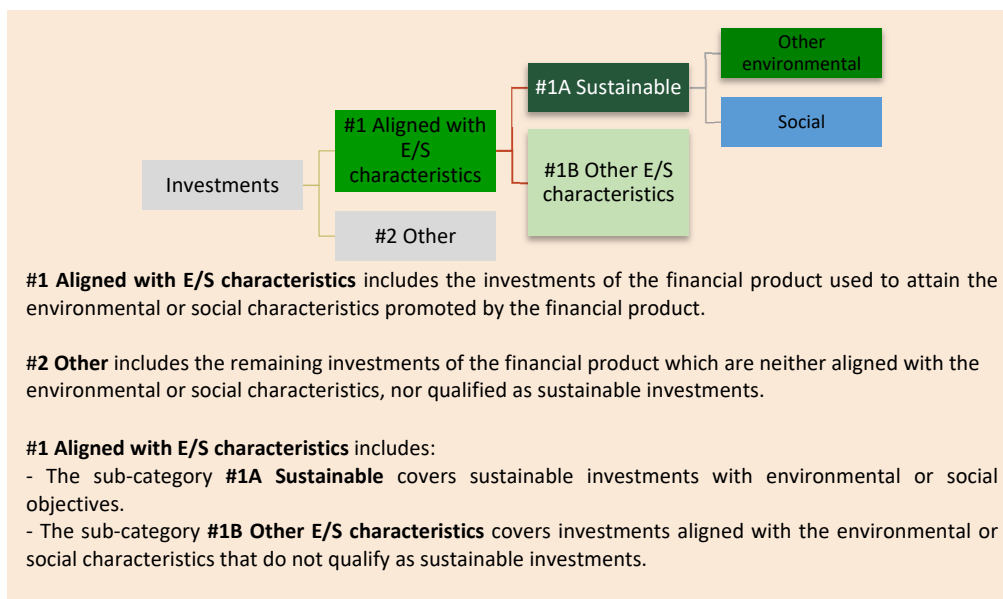 Other
environmental
#1A Sustainable
Social
#1 Aligned with
E/S
characteristics
#1B Other E/S
characteristics
Investments
#2 Other
#1 Aligned with E/S characteristics includes the investments of the financial product used to attain the
environmental or social characteristics promoted by the financial product.
#2 Other includes the remaining investments of the financial product which are neither aligned with the
environmental or social characteristics, nor qualified as sustainable investments.
#1 Aligned with E/S characteristics includes:
- The sub-category #1A Sustainable covers sustainable investments with environmental or social
objectives.
- The sub-category #1B Other E/S characteristics covers investments aligned with the environmental or
social characteristics that do not qualify as sustainable investments.